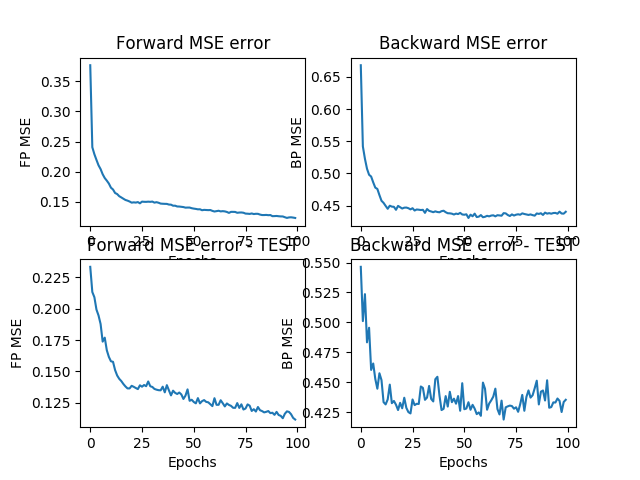 Forward MSE error
Backward MSE error
FP MSE
0.35
0.30
0.25
0.20
0.15
0 25 50 75 100
Epochs
BP MSE
0.65
0.60
0.55
0.50
0.45
0 25 50 75 100
Forward MSE error - TEST
Backward MSE error - TEST
FP MSE
0.225
0.200
0.175
0.150
0.125
0 25 50 75 100
Epochs
BP MSE
0.550
0.525
0.500
0.475
0.450
0.425
0 25 50 75 100
Epochs